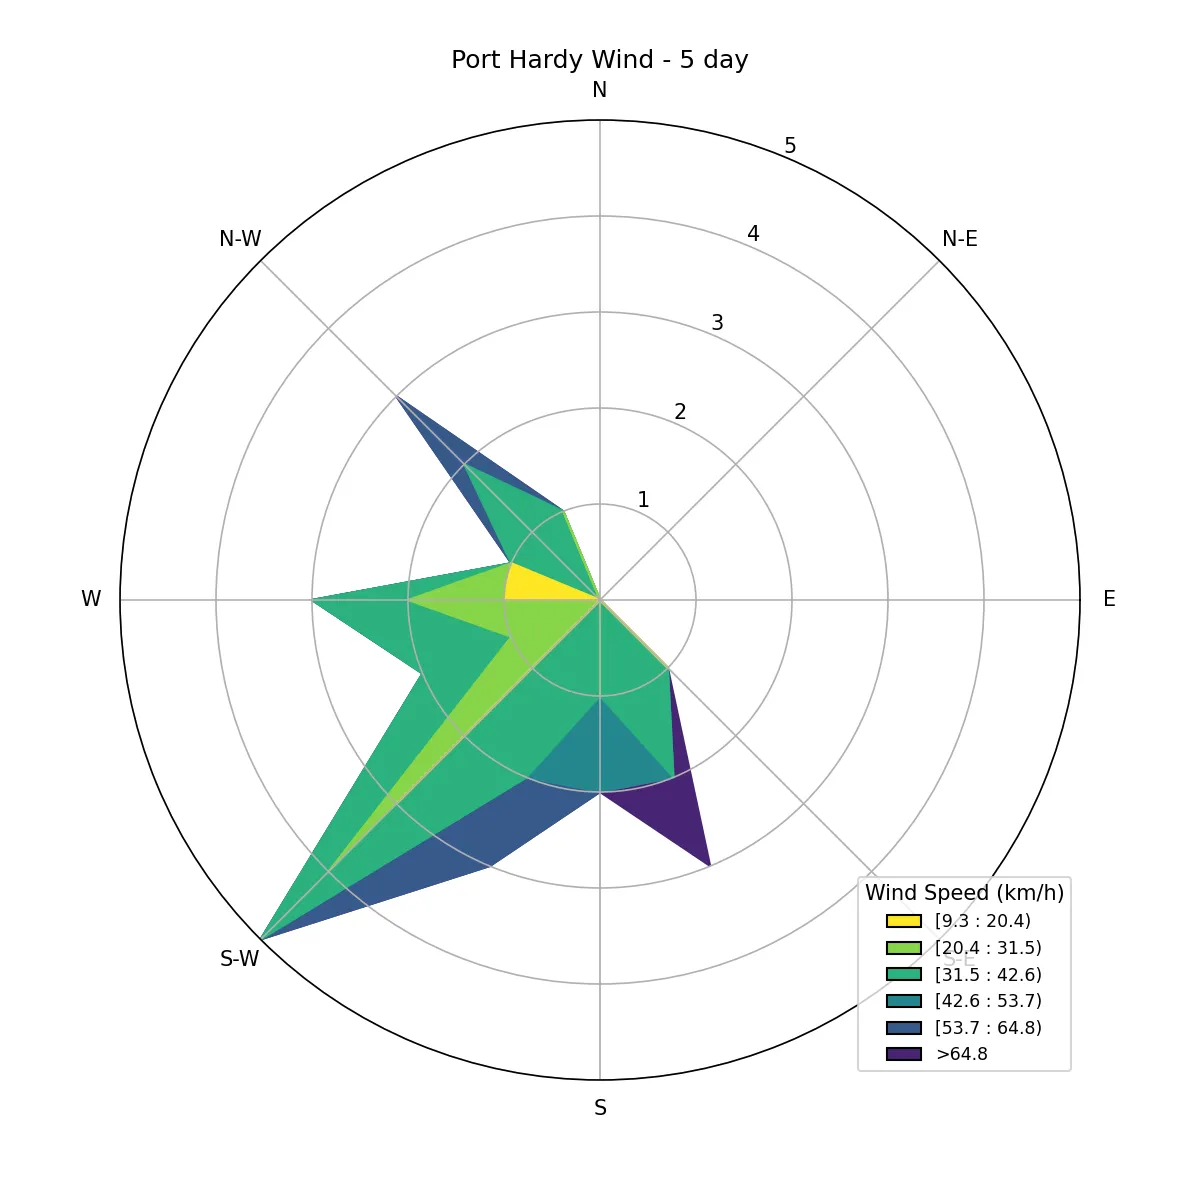 Port Hardy Wind - 5 day
N
5
N-W
N-E
4
3
2
1
W
E
Wind Speed (km/h)
[9.3 : 20.4)
[20.4 : 31.5)
S-W
S-E
[31.5 : 42.6)
[42.6 : 53.7)
[53.7 : 64.8)
>64.8
S